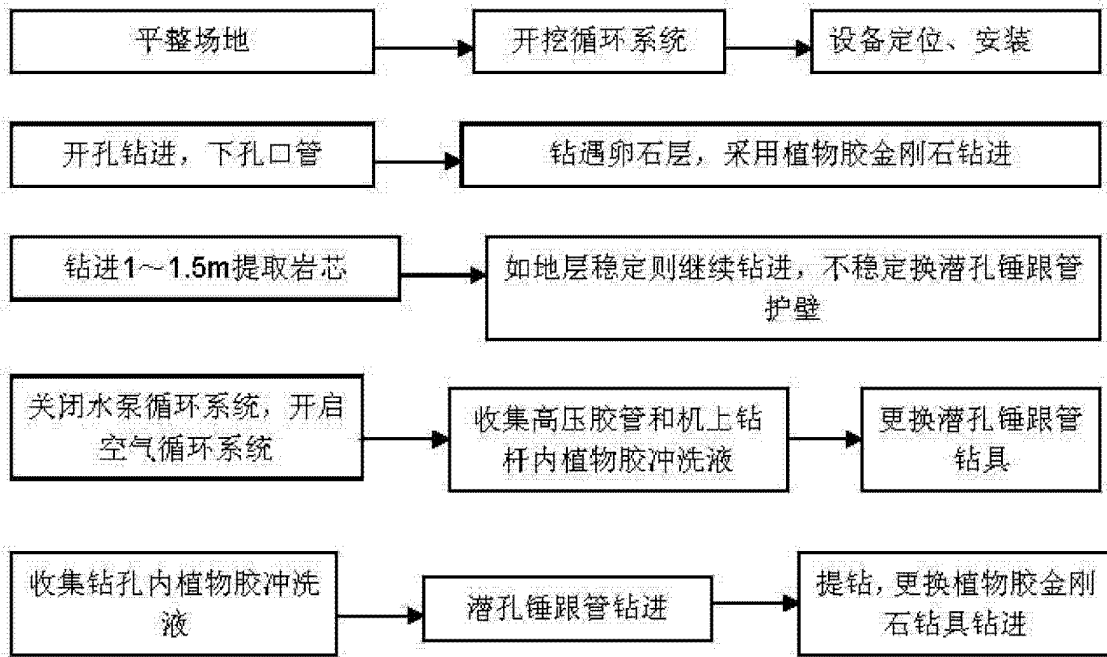 平整场地
开挖循环系统
设备定位、安装
开孔钻进，下孔口管
钻遇卵石层，采用植物胶金刚石钻进
钻进1～1.5m提取岩芯
如地层稳定则继续钻进，不稳定换潜孔锤跟管
护壁
关闭水泵循环系统，开启
空气循环系统
收集高压胶管和机上钻
杆内植物胶冲洗液
更换潜孔锤跟管
钻具
收集钻孔内植物胶冲洗
液
潜孔锤跟管钻进
提钻，更换植物胶金刚
石钻具钻进